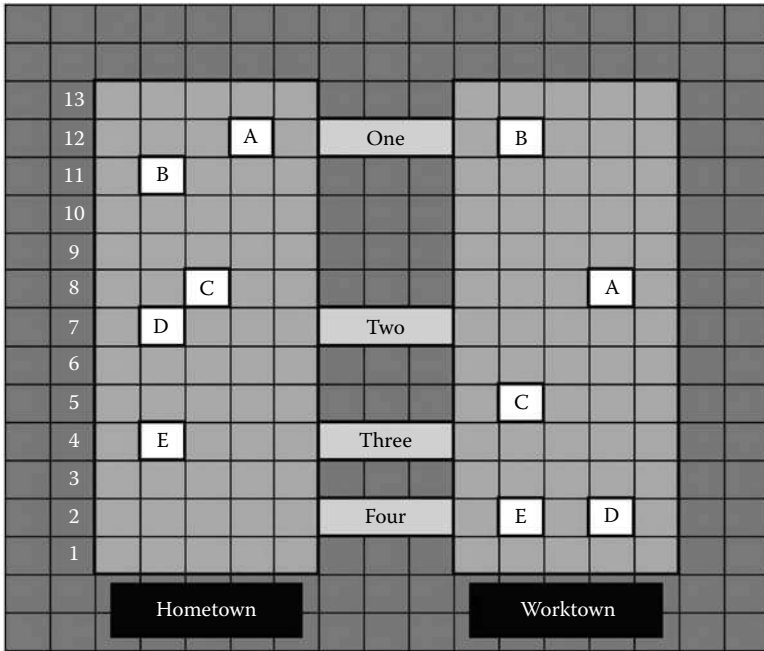 13
12 A One B
11 B
10
9
8 C A
7 D Two
6
5 C
4 E Three
3
2 Four E D
1
Hometown Worktown